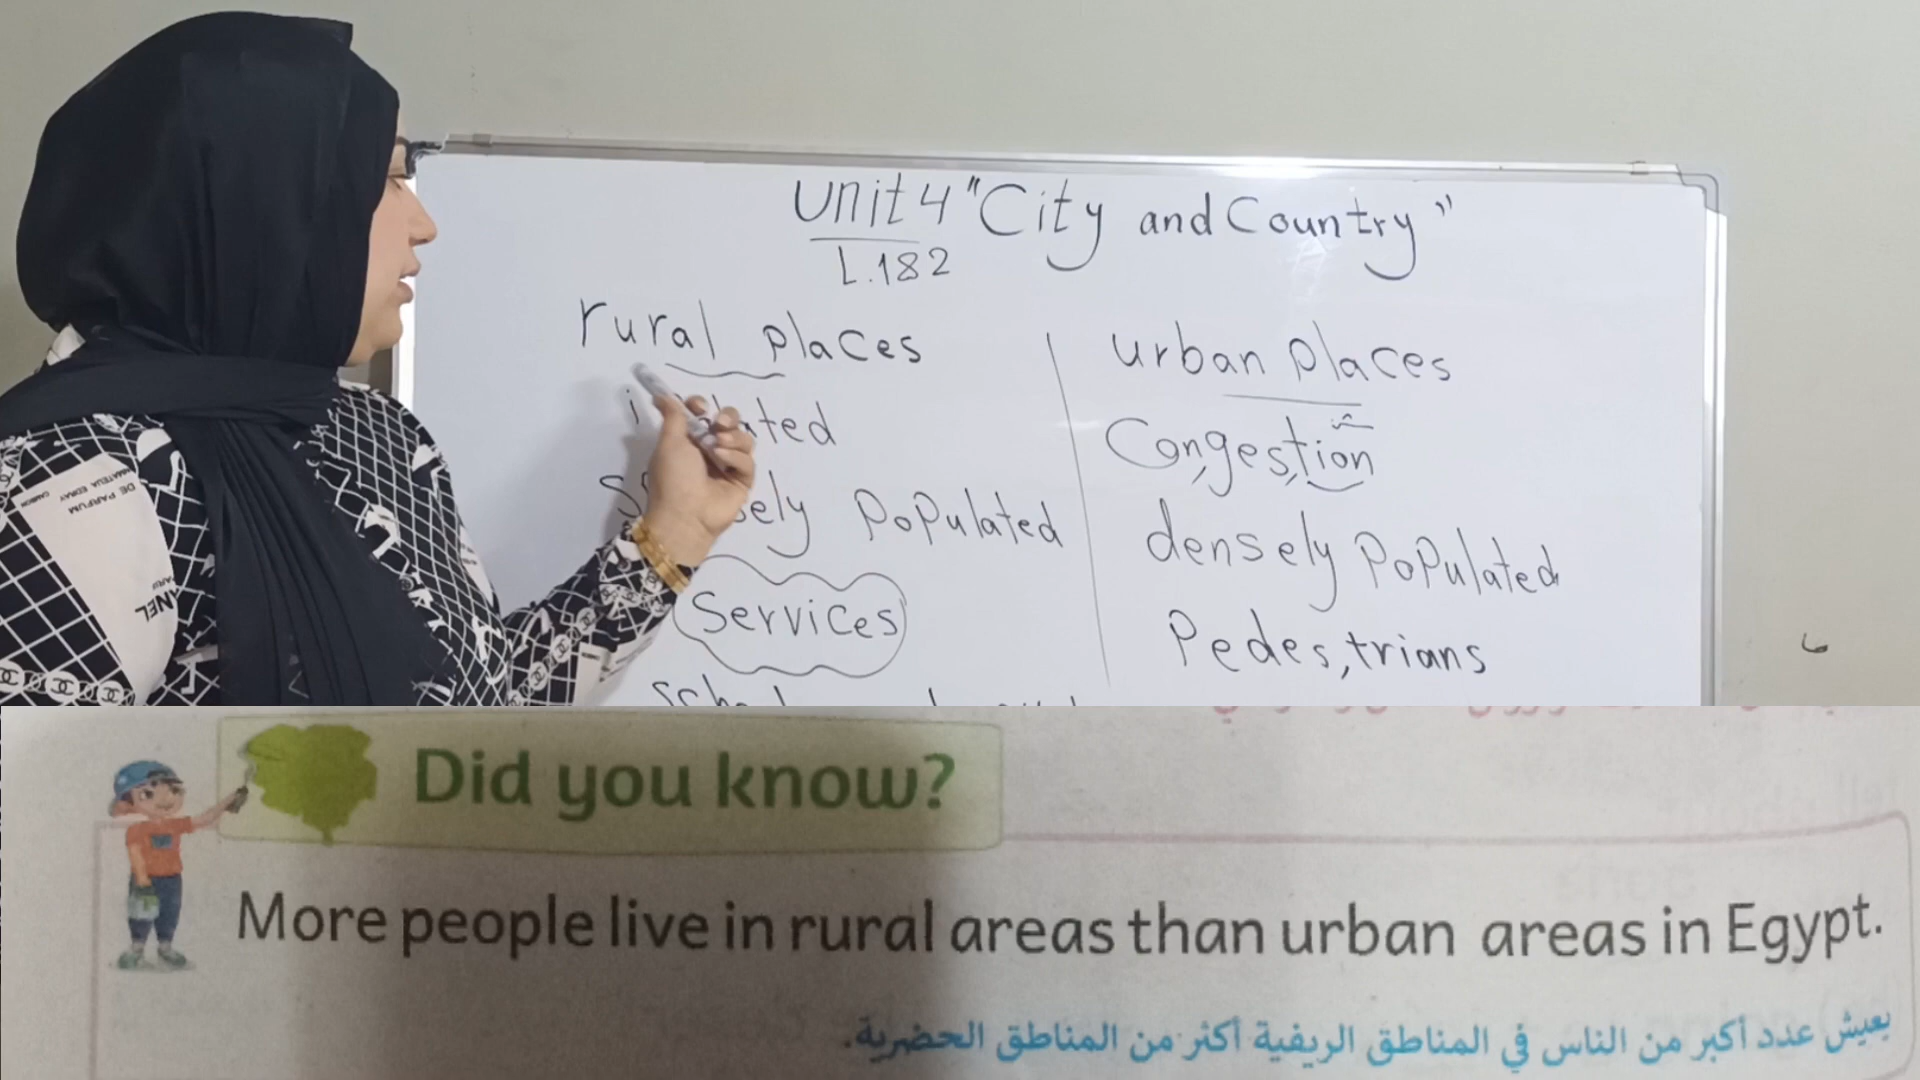 Unit 4 "City and Country"
L.182
rural places
urban places
Congestion
densely populated
populated
Services
Pedestrians
Did you know?
More people live in rural areas than urban areas in Egypt.
يعيش عدد أكبر من الناس في المناطق الريفية أكثر من المناطق الحضرية.